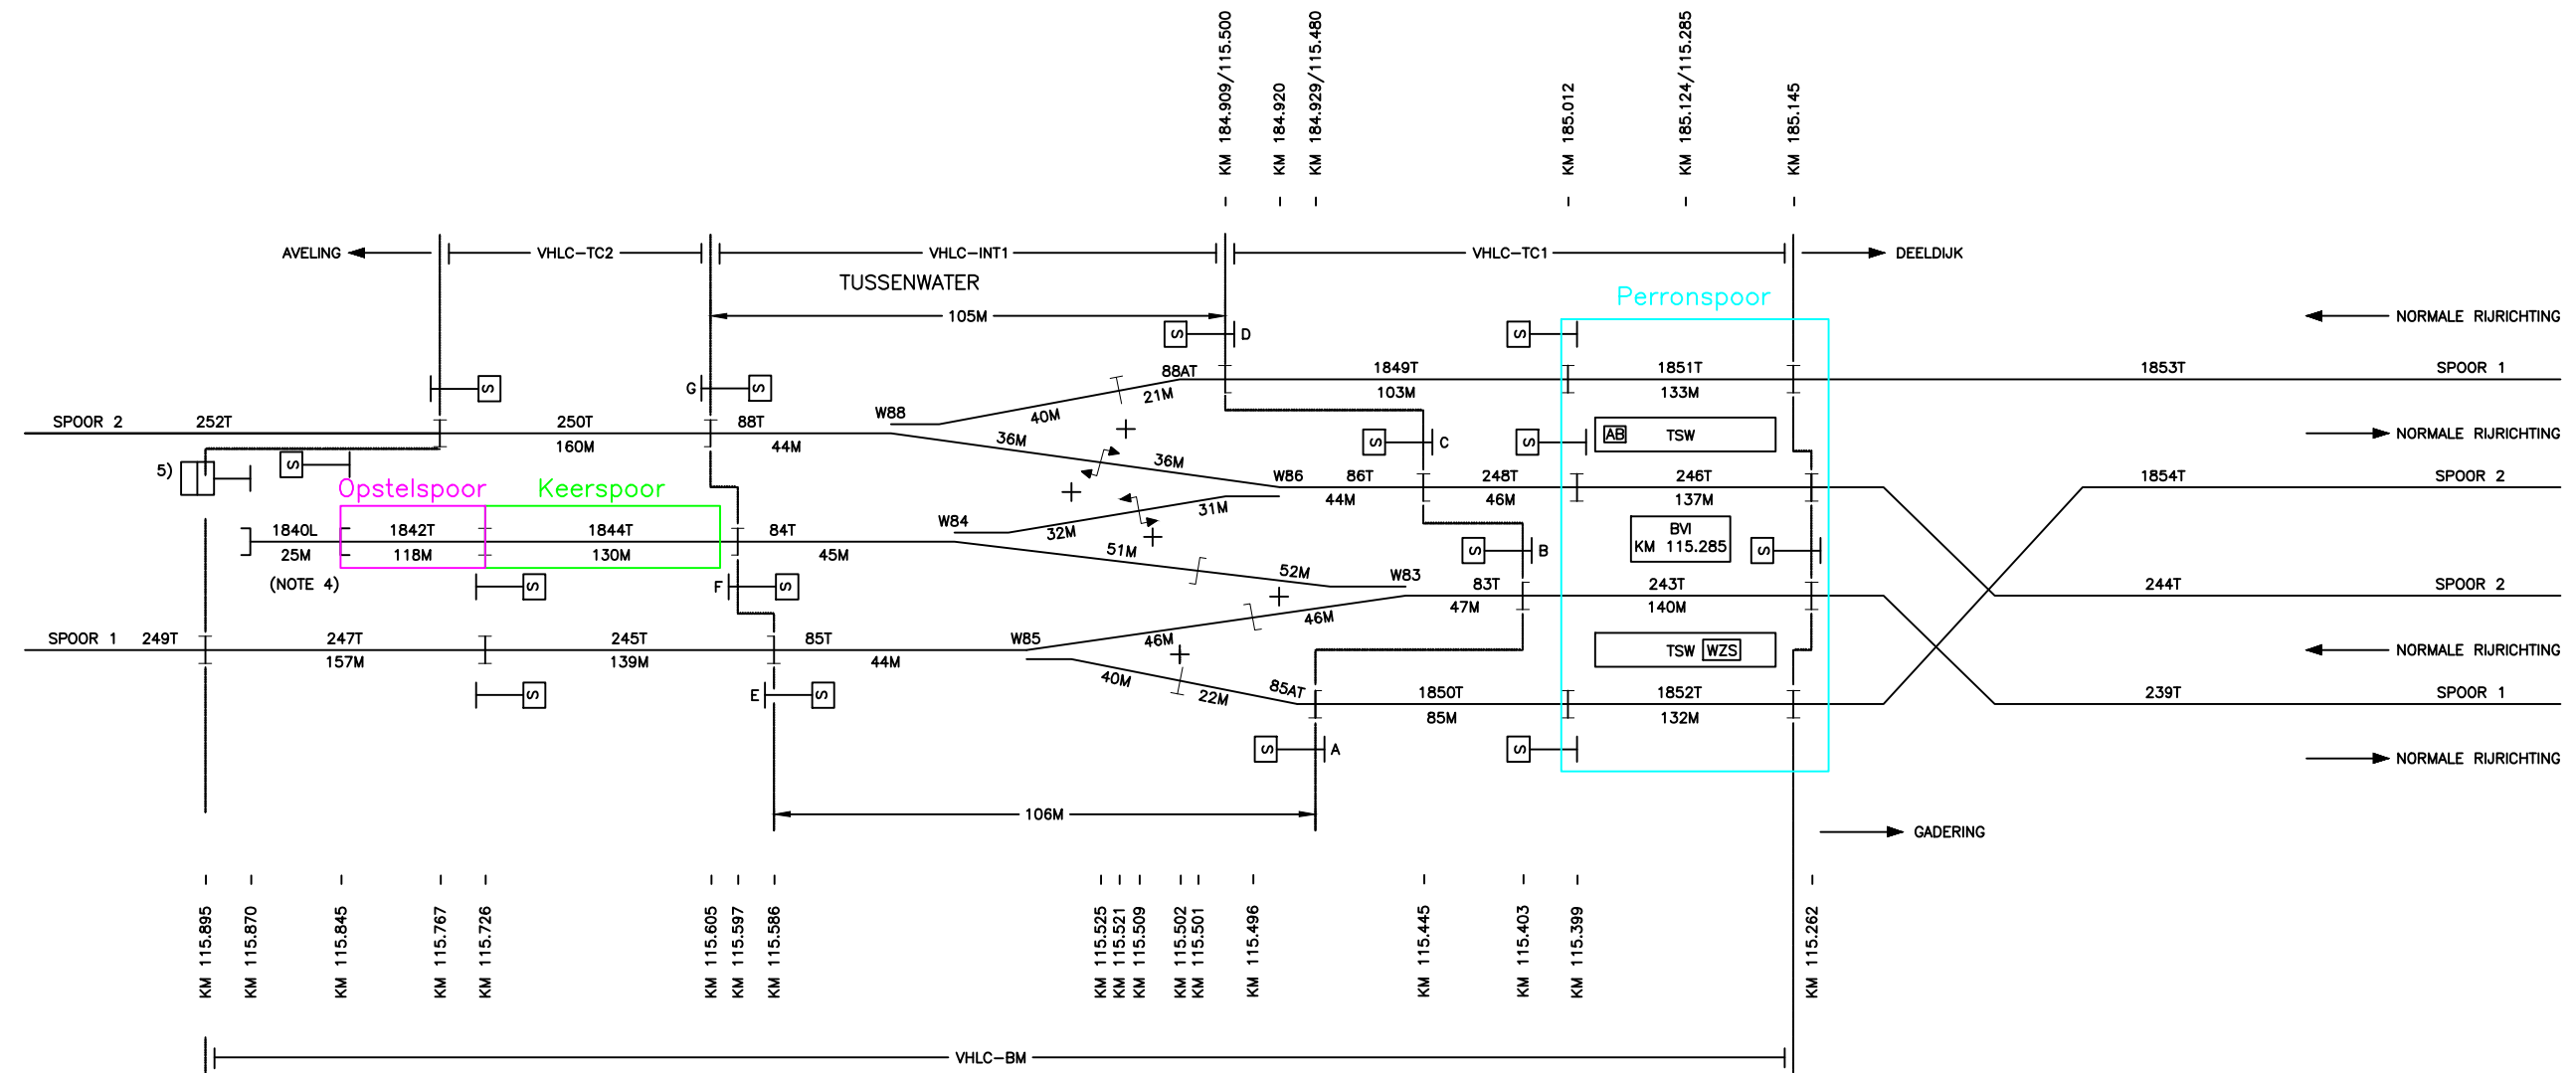 KM 184.909/115.500
KM 184.920
KM 184.929/115.480
KM 185.012
KM 185.124/115.285
KM 185.145
AVELING
VHLC-TC2
VHLC-INT1
VHLC-TC1
DEELDIJK
TUSSENWATER
Perronspoor
105M
NORMALE RIJRICHTING
S
D
S
88AT
1849T
1851T
1853T
SPOOR 1
S
G
S
21M
103M
133M
40M
SPOOR 2
252T
250T
88T
W88
AB
TSW
NORMALE RIJRICHTING
160M
44M
36M
S
C
S
5)
S
36M
W86
86T
248T
246T
1854T
SPOOR 2
Opstelspoor
Keerspoor
44M
46M
137M
31M
1840L
1842T
1844T
84T
W84
32M
BVI
KM 115.285
25M
118M
130M
45M
51M
S
B
S
(NOTE 4)
S
F
S
52M
W83
83T
243T
244T
SPOOR 2
47M
140M
46M
SPOOR 1
249T
247T
245T
85T
W85
46M
TSW
WZS
NORMALE RIJRICHTING
157M
139M
44M
40M
85AT
S
E
S
22M
1850T
1852T
239T
SPOOR 1
85M
132M
S
A
S
NORMALE RIJRICHTING
106M
GADERING
KM 115.895
KM 115.870
KM 115.845
KM 115.767
KM 115.726
KM 115.605
KM 115.597
KM 115.586
KM 115.525
KM 115.521
KM 115.509
KM 115.502
KM 115.501
KM 115.496
KM 115.445
KM 115.403
KM 115.399
KM 115.262
VHLC-BM